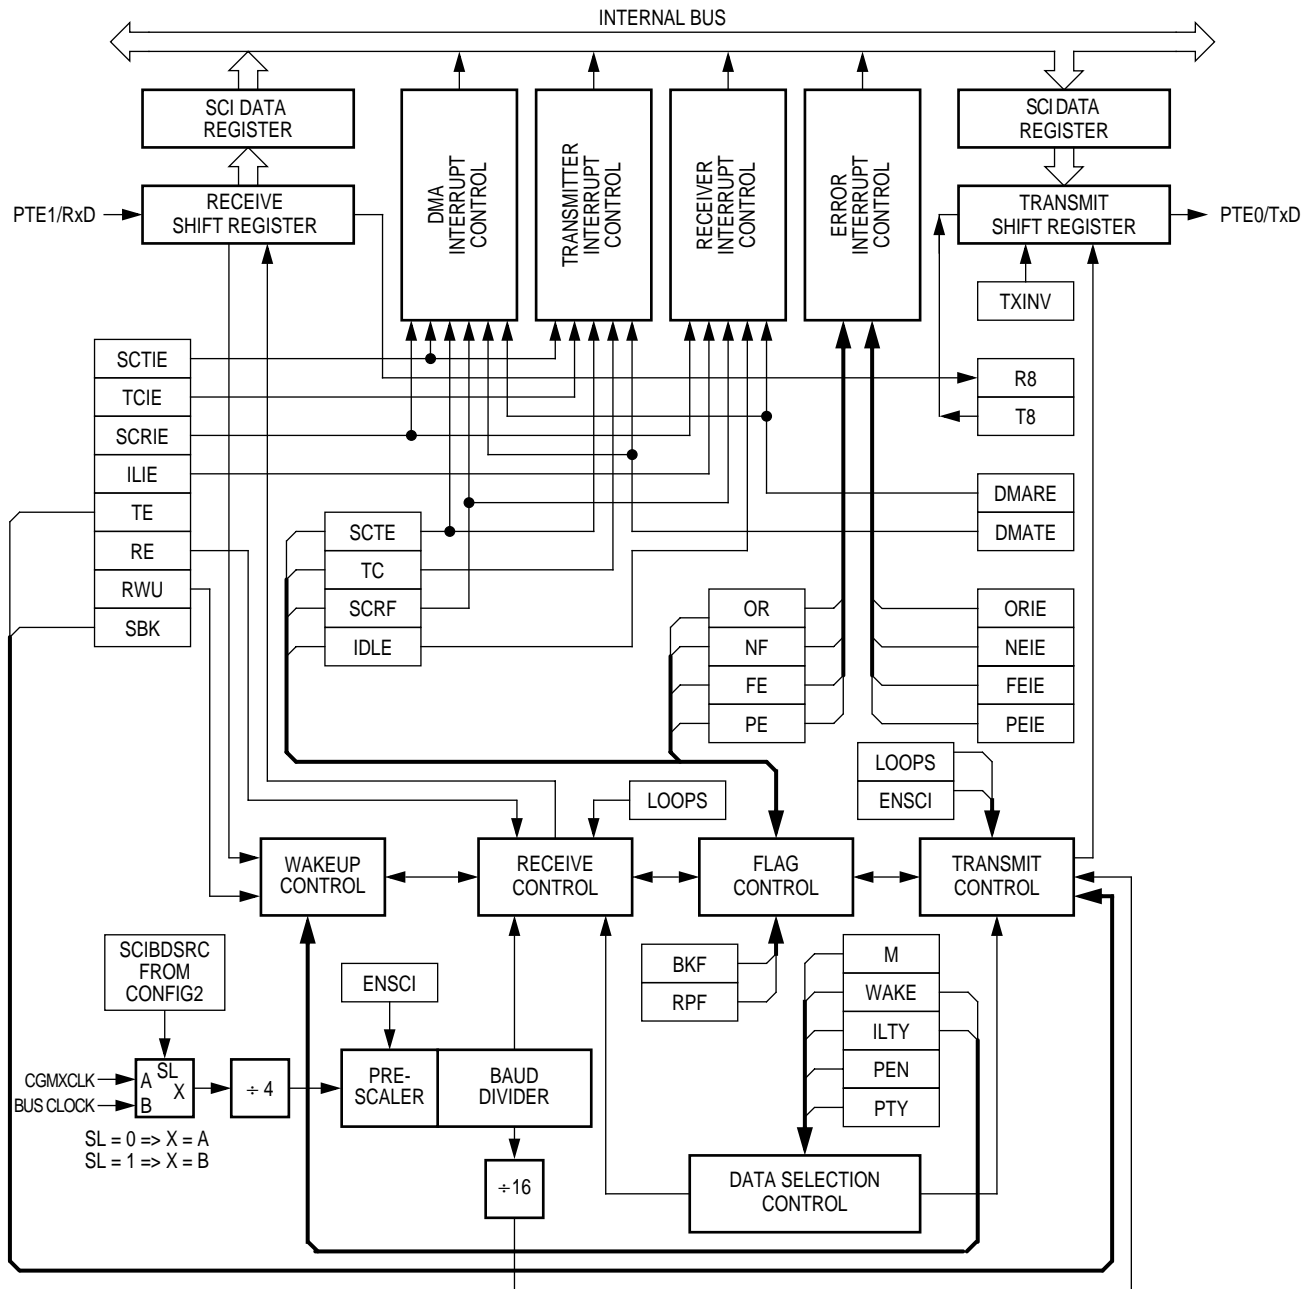 INTERNAL BUS
SCI DATA
REGISTER
RECEIVE
SHIFT REGISTER
PTE1/RxD
DMA
INTERRUPT
CONTROL
TRANSMITTER
INTERRUPT
CONTROL
RECEIVER
INTERRUPT
CONTROL
ERROR
INTERRUPT
CONTROL
SCI DATA
REGISTER
TRANSMIT
SHIFT REGISTER
PTE0/TxD
TXINV
R8
T8
SCTIE
TCIE
SCRIE
ILIE
TE
RE
RWU
SBK
SCTE
TC
SCRF
IDLE
DMARE
DMATE
OR
NF
FE
PE
ORIE
NEIE
FEIE
PEIE
LOOPS
LOOPS
ENSCI
WAKEUP
CONTROL
RECEIVE
CONTROL
FLAG
CONTROL
TRANSMIT
CONTROL
SCIBDSRC
FROM
CONFIG2
ENSCI
BKF
RPF
M
WAKE
ILTY
PEN
PTY
CGMXCLK
BUS CLOCK
SL
A
X
B
÷ 4
PRE-
SCALER
BAUD
DIVIDER
SL = 0 => X = A
SL = 1 => X = B
÷16
DATA SELECTION
CONTROL